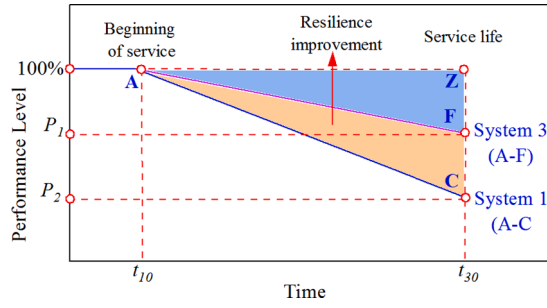 Beginning
of service
Resilience
improvement
Service life
100%
A
Z
F
P1
System 3
(A-F)
C
P2
System 1
(A-C
Performance Level
t10
t30
Time